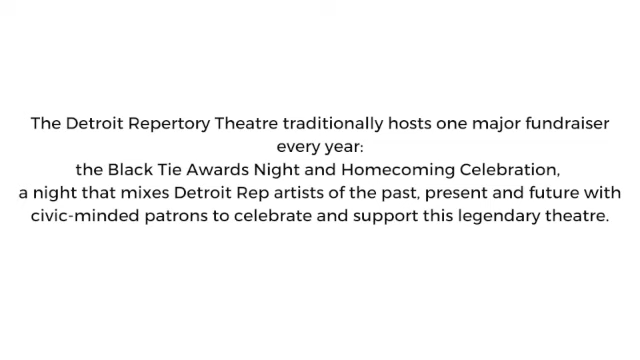 The Detroit Repertory Theatre traditionally hosts one major fundraiser
every year:
the Black Tie Awards Night and Homecoming Celebration,
a night that mixes Detroit Rep artists of the past, present and future with
civic-minded patrons to celebrate and support this legendary theatre.